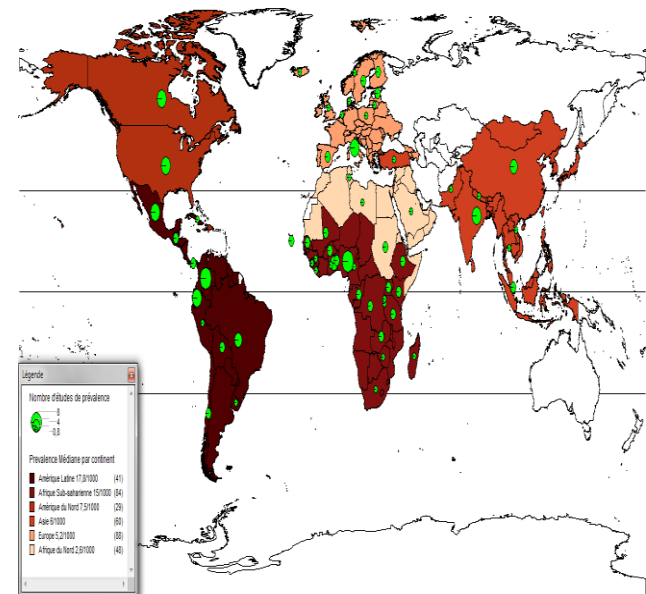 Légende
Nombre d'études de prévalence
8
4
0,8
Prevalence Médiane par continent
Amérique Latine 17,8/1000 (41)
Afrique Sub-saharienne 15/1000 (84)
Amérique du Nord 7,5/1000 (29)
Asie 6/1000 (60)
Europe 5,2/1000 (88)
Afrique du Nord 2,6/1000 (48)